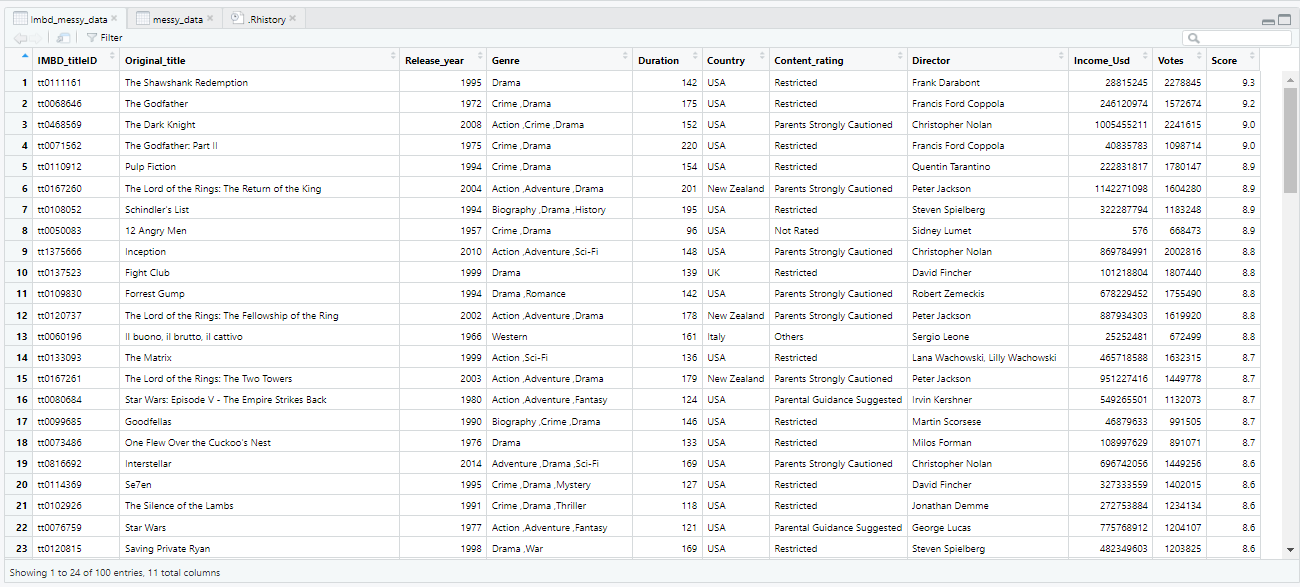 Imbd_messy_data messy_data .Rhistory
Filter
IMBD_titleID Original_title Release_year Genre Duration Country Content_rating Director Income_Usd Votes Score
1 tt0111161 The Shawshank Redemption 1995 Drama 142 USA Restricted Frank Darabont 28815245 2278845 9.3
2 tt0068646 The Godfather 1972 Crime ,Drama 175 USA Restricted Francis Ford Coppola 246120974 1572674 9.2
3 tt0468569 The Dark Knight 2008 Action ,Crime ,Drama 152 USA Parents Strongly Cautioned Christopher Nolan 1005455211 2241615 9.0
4 tt0071562 The Godfather: Part II 1975 Crime ,Drama 220 USA Restricted Francis Ford Coppola 40835783 1098714 9.0
5 tt0110912 Pulp Fiction 1994 Crime ,Drama 154 USA Restricted Quentin Tarantino 222831817 1780147 8.9
6 tt0167260 The Lord of the Rings: The Return of the King 2004 Action ,Adventure ,Drama 201 New Zealand Parents Strongly Cautioned Peter Jackson 1142271098 1604280 8.9
7 tt0108052 Schindler's List 1994 Biography ,Drama ,History 195 USA Restricted Steven Spielberg 322287794 1183248 8.9
8 tt0050083 12 Angry Men 1957 Crime ,Drama 96 USA Not Rated Sidney Lumet 576 668473 8.9
9 tt1375666 Inception 2010 Action ,Adventure ,Sci-Fi 148 USA Parents Strongly Cautioned Christopher Nolan 869784991 2002816 8.8
10 tt0137523 Fight Club 1999 Drama 139 UK Restricted David Fincher 101218804 1807440 8.8
11 tt0109830 Forrest Gump 1994 Drama ,Romance 142 USA Parents Strongly Cautioned Robert Zemeckis 678229452 1755490 8.8
12 tt0120737 The Lord of the Rings: The Fellowship of the Ring 2002 Action ,Adventure ,Drama 178 New Zealand Parents Strongly Cautioned Peter Jackson 887934303 1619920 8.8
13 tt0060196 Il buono, il brutto, il cattivo 1966 Western 161 Italy Others Sergio Leone 25252481 672499 8.8
14 tt0133093 The Matrix 1999 Action ,Sci-Fi 136 USA Restricted Lana Wachowski, Lilly Wachowski 465718588 1632315 8.7
15 tt0167261 The Lord of the Rings: The Two Towers 2003 Action ,Adventure ,Drama 179 New Zealand Parents Strongly Cautioned Peter Jackson 951227416 1449778 8.7
16 tt0080684 Star Wars: Episode V - The Empire Strikes Back 1980 Action ,Adventure ,Fantasy 124 USA Parental Guidance Suggested Irvin Kershner 549265501 1132073 8.7
17 tt0099685 Goodfellas 1990 Biography ,Crime ,Drama 146 USA Restricted Martin Scorsese 46879633 991505 8.7
18 tt0073486 One Flew Over the Cuckoo's Nest 1976 Drama 133 USA Restricted Milos Forman 108997629 891071 8.7
19 tt0816692 Interstellar 2014 Adventure ,Drama ,Sci-Fi 169 USA Parents Strongly Cautioned Christopher Nolan 696742056 1449256 8.6
20 tt0114369 Se7en 1995 Crime ,Drama ,Mystery 127 USA Restricted David Fincher 327333559 1402015 8.6
21 tt0102926 The Silence of the Lambs 1991 Crime ,Drama ,Thriller 118 USA Restricted Jonathan Demme 272753884 1234134 8.6
22 tt0076759 Star Wars 1977 Action ,Adventure ,Fantasy 121 USA Parental Guidance Suggested George Lucas 775768912 1204107 8.6
23 tt0120815 Saving Private Ryan 1998 Drama ,War 169 USA Restricted Steven Spielberg 482349603 1203825 8.6
Showing 1 to 24 of 100 entries, 11 total columns